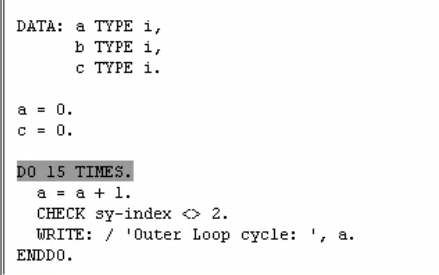 DATA: a TYPE i,
b TYPE i,
c TYPE i.
a = 0.
c = 0.
DO 15 TIMES.
a = a + 1.
CHECK sy-index <> 2.
WRITE: / 'Outer Loop cycle: ', a.
ENDDO.